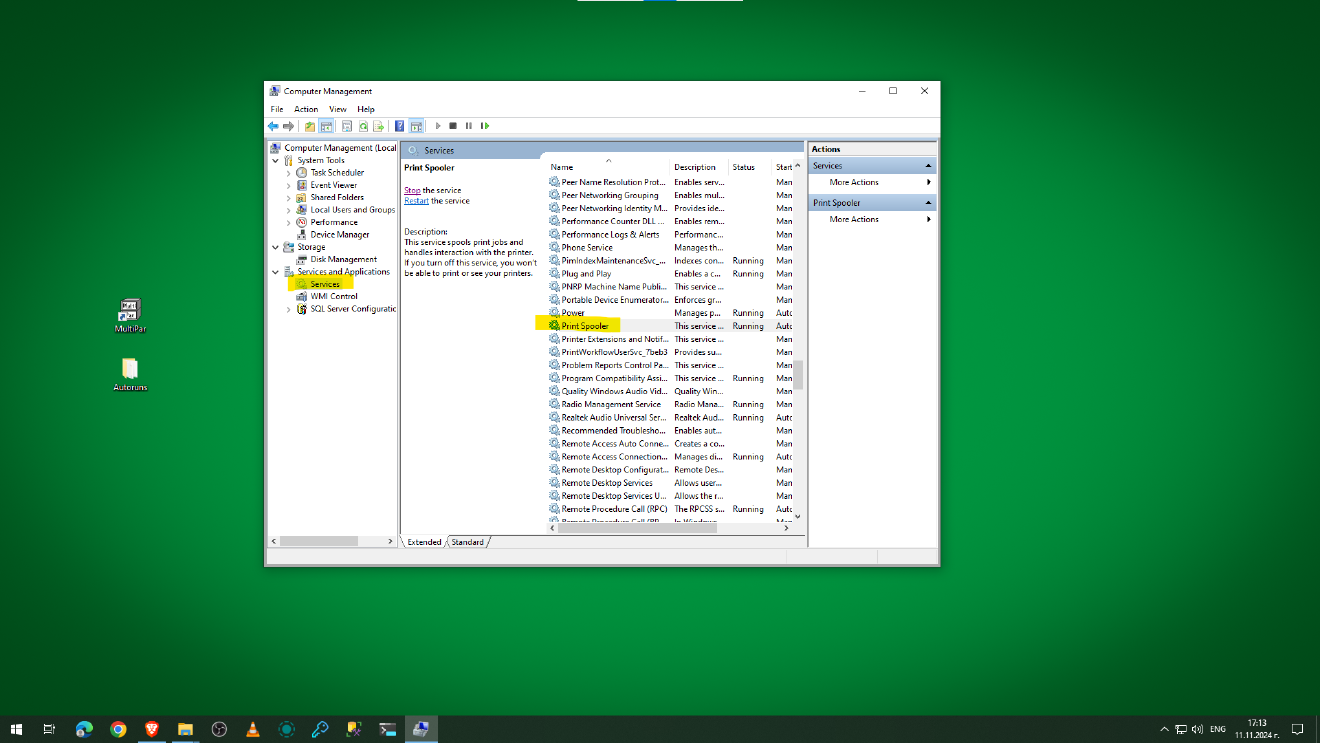 Computer Management
File Action View Help
Computer Management (Local
System Tools
Task Scheduler
Event Viewer
Shared Folders
Local Users and Groups
Performance
Device Manager
Storage
Disk Management
Services and Applications
Services
WMI Control
SQL Server Configuratic
Services
Print Spooler
Stop the service
Restart the service
Description:
This service spools print jobs and
handles interaction with the printer.
If you turn off this service, you won't
be able to print or see your printers.
Name Description Status Start
Peer Name Resolution Prot... Enables serv... Man
Peer Networking Grouping Enables mul... Man
Peer Networking Identity M... Provides ide... Man
Performance Counter DLL ... Enables rem... Man
Performance Logs & Alerts Performanc... Man
Phone Service Manages th... Man
PimIndexMaintenanceSvc_... Indexes con... Running Man
Plug and Play Enables a c... Running Man
PNRP Machine Name Publi... This service ... Man
Portable Device Enumerator... Enforces gr... Man
Power Manages p... Running Auto
Print Spooler This service ... Running Auto
Printer Extensions and Notif... This service ... Man
PrintWorkflowUserSvc_7beb3 Provides su... Man
Problem Reports Control Pa... This service ... Man
Program Compatibility Assi... This service ... Running Man
Quality Windows Audio Vid... Quality Win... Man
Radio Management Service Radio Mana... Running Man
Realtek Audio Universal Ser... Realtek Aud... Running Auto
Recommended Troublesho... Enables aut... Man
Remote Access Auto Conne... Creates a co... Man
Remote Access Connection... Manages di... Running Man
Remote Desktop Configurat... Remote Des... Man
Remote Desktop Services Allows user... Man
Remote Desktop Services U... Allows the r... Man
Remote Procedure Call (RPC) The RPCSS s... Running Auto
Remote Procedure Call (RP... In Windows Man
Extended Standard
Actions
Services
More Actions
Print Spooler
More Actions
MultiPar
Autoruns
ENG
17:13
11.11.2024 г.